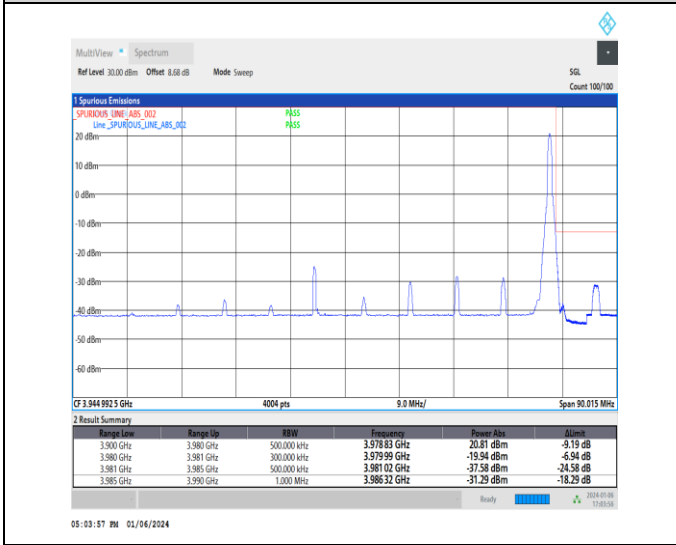 MultiView Spectrum
Ref Level 30.00 dBm Offset 8.68 dB Mode Sweep SGL
Count 100/100
1 Spurious Emissions
SPURIOUS_LINE_ABS_002 PASS
Line _SPURIOUS_LINE_ABS_002 PASS
20 dBm
10 dBm
0 dBm
-10 dBm
-20 dBm
-30 dBm
-40 dBm
-50 dBm
-60 dBm
CF 3.944 992 5 GHz 4004 pts 9.0 MHz/ Span 90.015 MHz
2 Result Summary
Range Low Range Up RBW Frequency Power Abs ΔLimit
3.900 GHz 3.980 GHz 500.000 kHz 3.978 83 GHz 20.81 dBm -9.19 dB
3.980 GHz 3.981 GHz 300.000 kHz 3.979 99 GHz -19.94 dBm -6.94 dB
3.981 GHz 3.985 GHz 500.000 kHz 3.981 02 GHz -37.58 dBm -24.58 dB
3.985 GHz 3.990 GHz 1.000 MHz 3.986 32 GHz -31.29 dBm -18.29 dB
Ready 2024-01-06
17:03:56
05:03:57 PM 01/06/2024